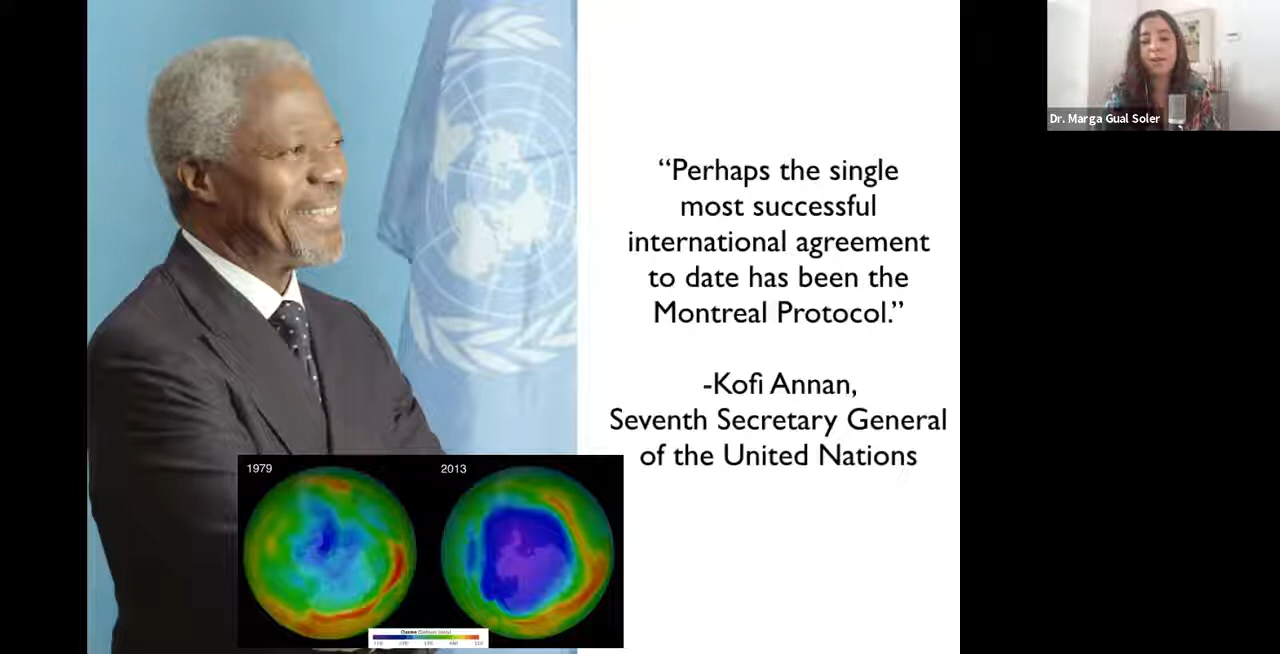 Dr. Marga Gual Soler
“Perhaps the single
most successful
international agreement
to date has been the
Montreal Protocol.”
-Kofi Annan,
Seventh Secretary General
of the United Nations
1979
2013